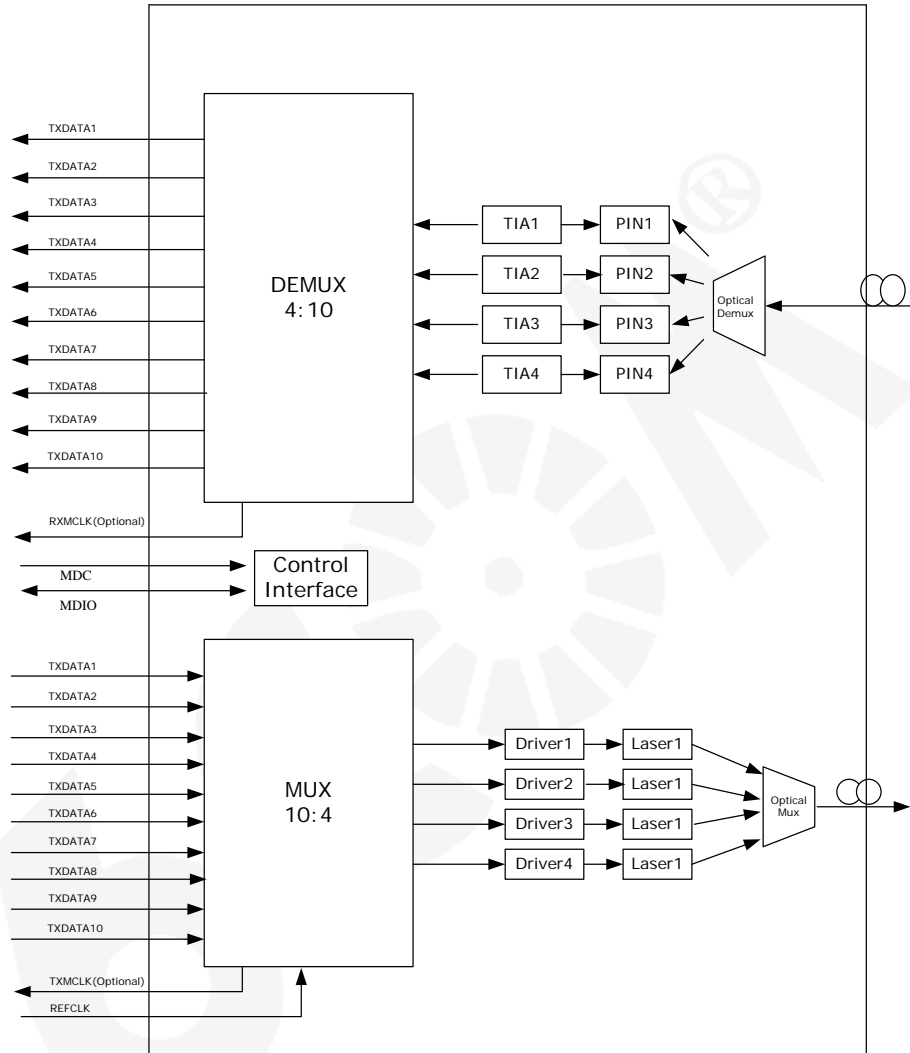 TXDATA1
TXDATA2
TXDATA3
TXDATA4
TXDATA5
TXDATA6
TXDATA7
TXDATA8
TXDATA9
TXDATA10
RXMCLK(Optional)
DEMUX
4:10
TIA1
PIN1
TIA2
PIN2
TIA3
PIN3
TIA4
PIN4
Optical
Demux
MDC
MDIO
Control
Interface
TXDATA1
TXDATA2
TXDATA3
TXDATA4
TXDATA5
TXDATA6
TXDATA7
TXDATA8
TXDATA9
TXDATA10
TXMCLK(Optional)
REFCLK
MUX
10:4
Driver1
Laser1
Driver2
Laser1
Driver3
Laser1
Driver4
Laser1
Optical
Mux